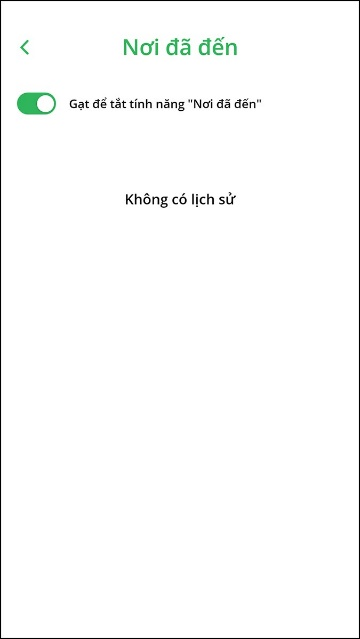 Nơi đã đến
Gạt để tắt tính năng "Nơi đã đến"
Không có lịch sử